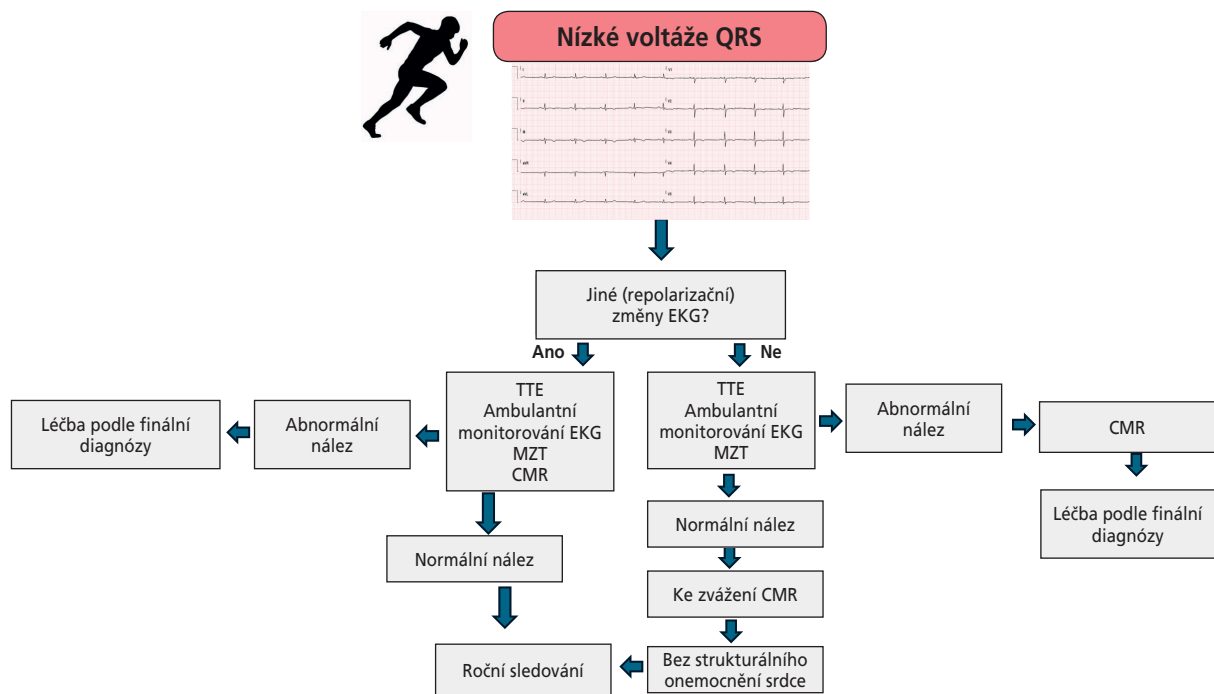 Nízké voltáže QRS
Jiné (repolarizační)
změny EKG?
Ano
Ne
TTE
Ambulantní
monitorování EKG
MZT
CMR
Abnormální
nález
Léčba podle finální
diagnózy
Normální nález
TTE
Ambulantní
monitorování EKG
MZT
Abnormální
nález
CMR
Léčba podle finální
diagnózy
Normální nález
Ke zvážení CMR
Bez strukturálního
onemocnění srdce
Roční sledování